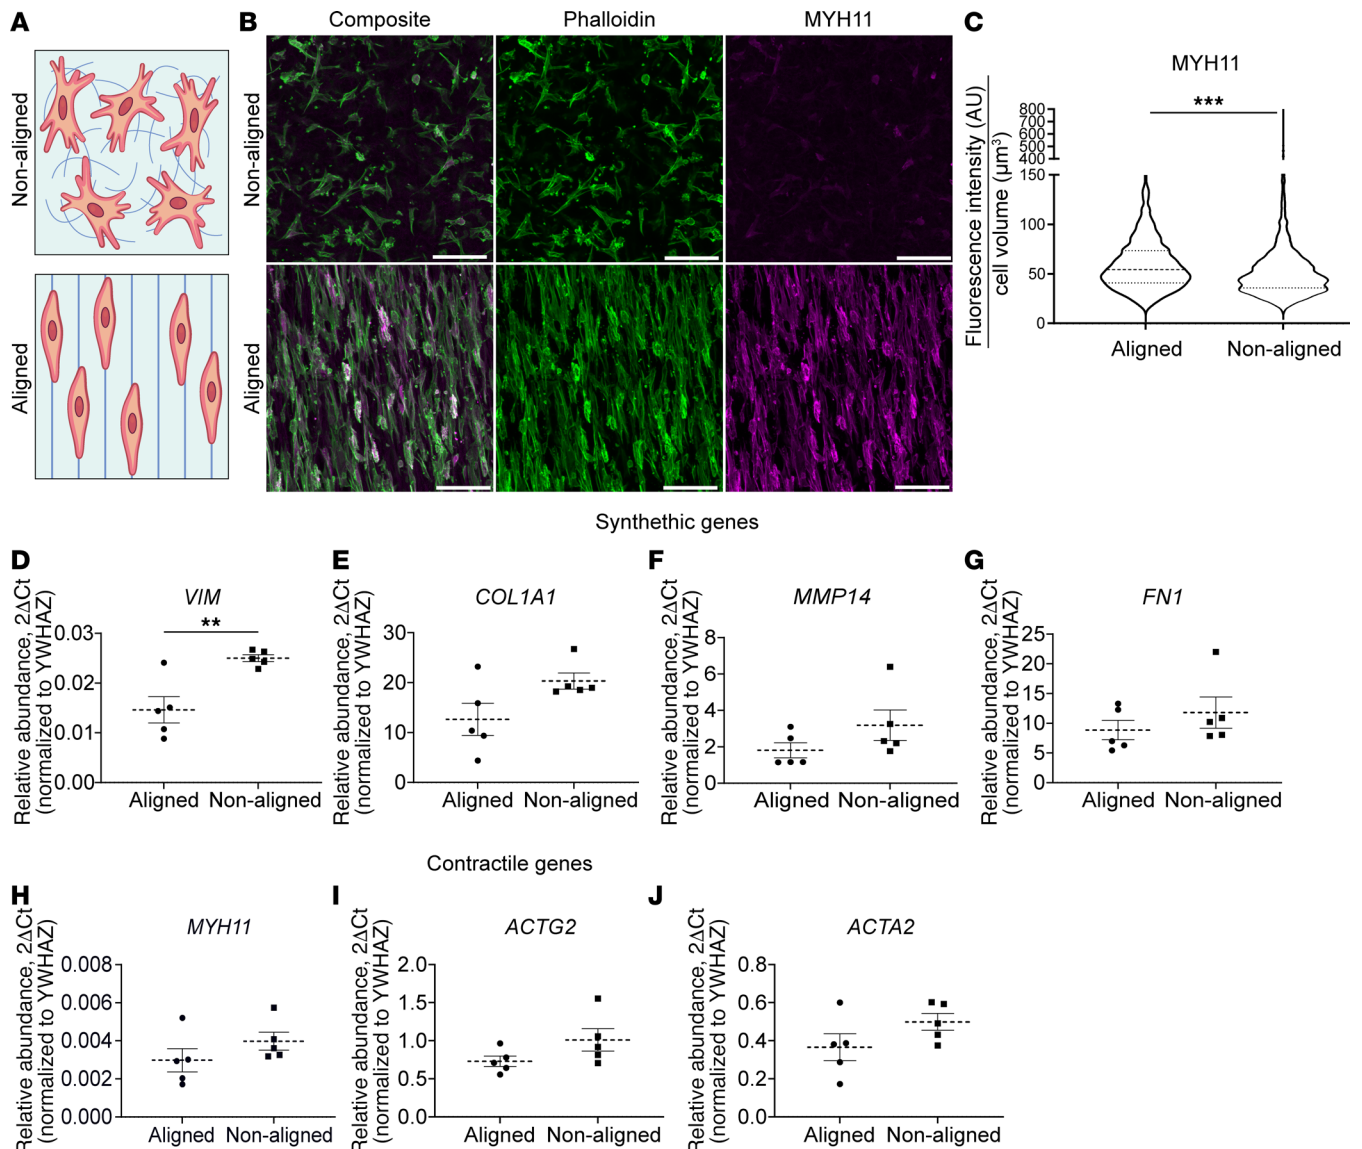 A
B
Composite
Phalloidin
MYH11
C
Non-aligned
Aligned
Non-aligned
Aligned
MYH11
***
Fluorescence intensity (AU)
cell volume (µm³)
800
700
600
500
400
150
100
50
0
Aligned
Non-aligned
Synthethic genes
D
VIM
**
Relative abundance, 2ΔCt
(normalized to YWHAZ)
0.03
0.02
0.01
0.00
Aligned
Non-aligned
E
COL1A1
Relative abundance, 2ΔCt
(normalized to YWHAZ)
30
20
10
0
Aligned
Non-aligned
F
MMP14
Relative abundance, 2ΔCt
(normalized to YWHAZ)
8
6
4
2
0
Aligned
Non-aligned
G
FN1
Relative abundance, 2ΔCt
(normalized to YWHAZ)
25
20
15
10
5
0
Aligned
Non-aligned
Contractile genes
H
MYH11
Relative abundance, 2ΔCt
(normalized to YWHAZ)
0.008
0.006
0.004
0.002
0.000
Aligned
Non-aligned
I
ACTG2
Relative abundance, 2ΔCt
(normalized to YWHAZ)
2.0
1.5
1.0
0.5
0.0
Aligned
Non-aligned
J
ACTA2
Relative abundance, 2ΔCt
(normalized to YWHAZ)
0.8
0.6
0.4
0.2
0.0
Aligned
Non-aligned